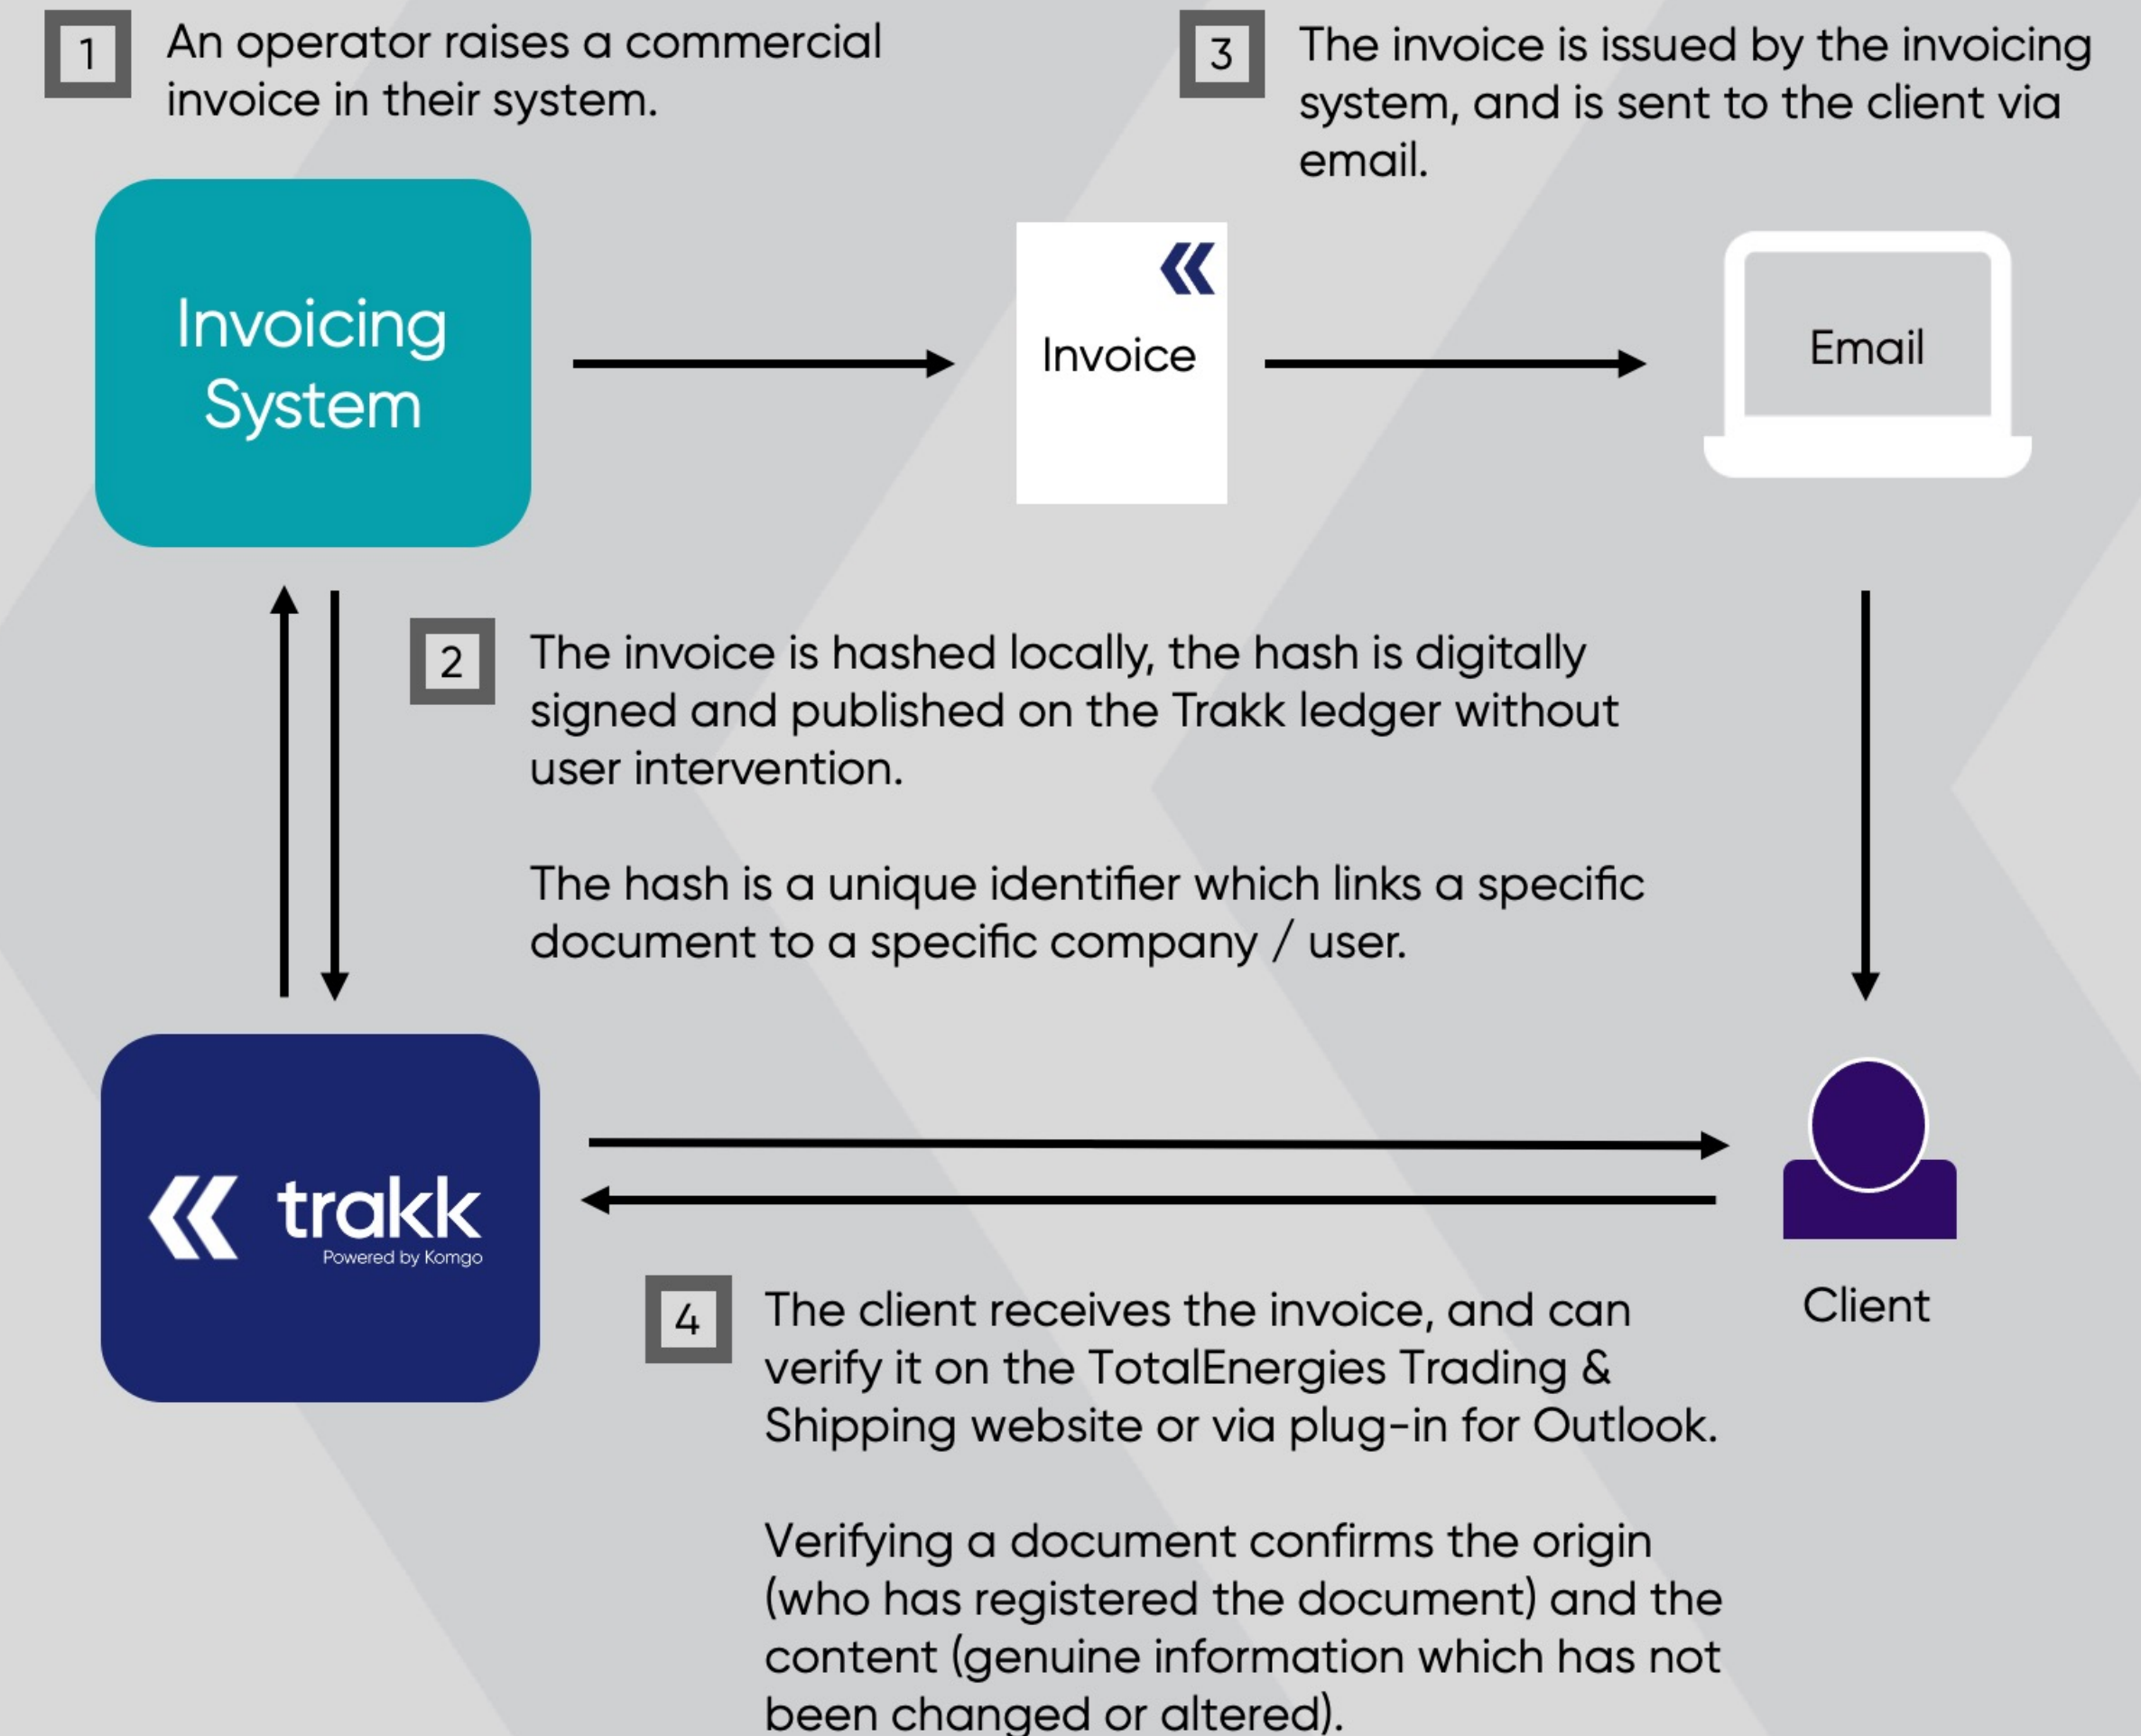 1
An operator raises a commercial
invoice in their system.
3
The invoice is issued by the invoicing
system, and is sent to the client via
email.
Invoicing
System
Invoice
Email
2
The invoice is hashed locally, the hash is digitally
signed and published on the Trakk ledger without
user intervention.
The hash is a unique identifier which links a specific
document to a specific company / user.
trakk
Powered by Komgo
Client
4
The client receives the invoice, and can
verify it on the TotalEnergies Trading &
Shipping website or via plug-in for Outlook.
Verifying a document confirms the origin
(who has registered the document) and the
content (genuine information which has not
been changed or altered).